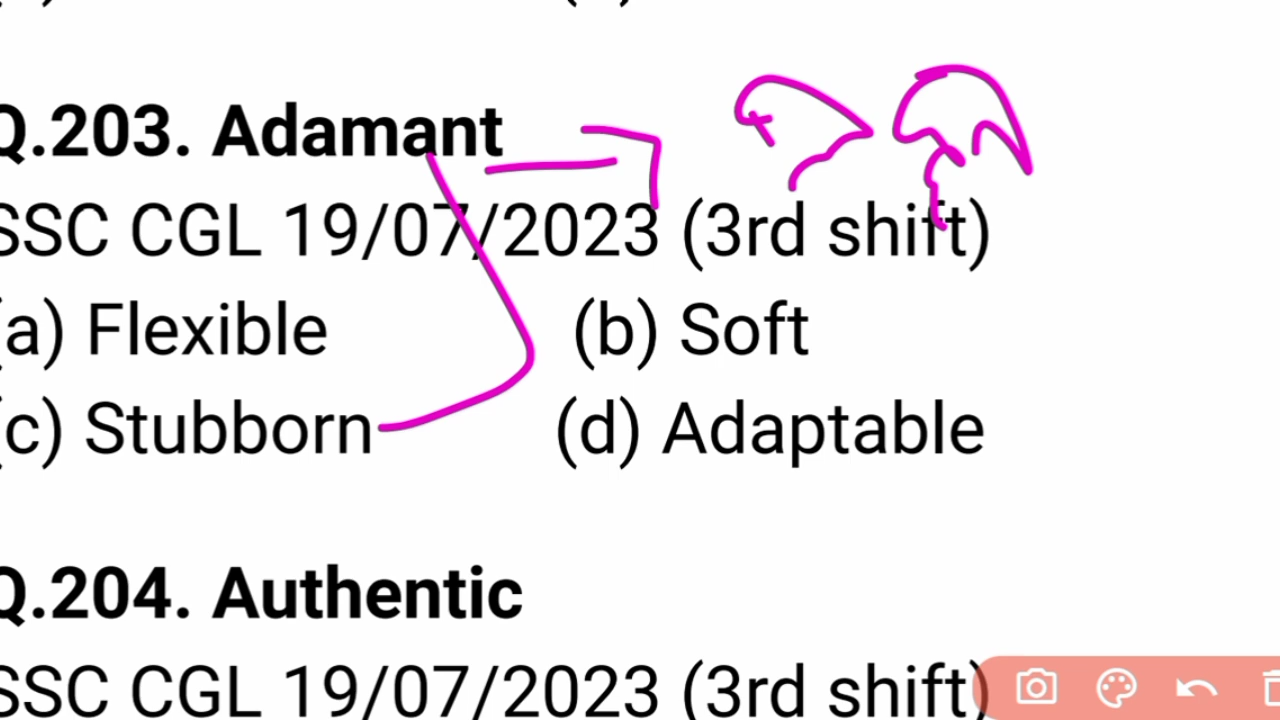 Q.203. Adamant
SSC CGL 19/07/2023 (3rd shift)
(a) Flexible (b) Soft
(c) Stubborn (d) Adaptable
Q.204. Authentic
SSC CGL 19/07/2023 (3rd shift)